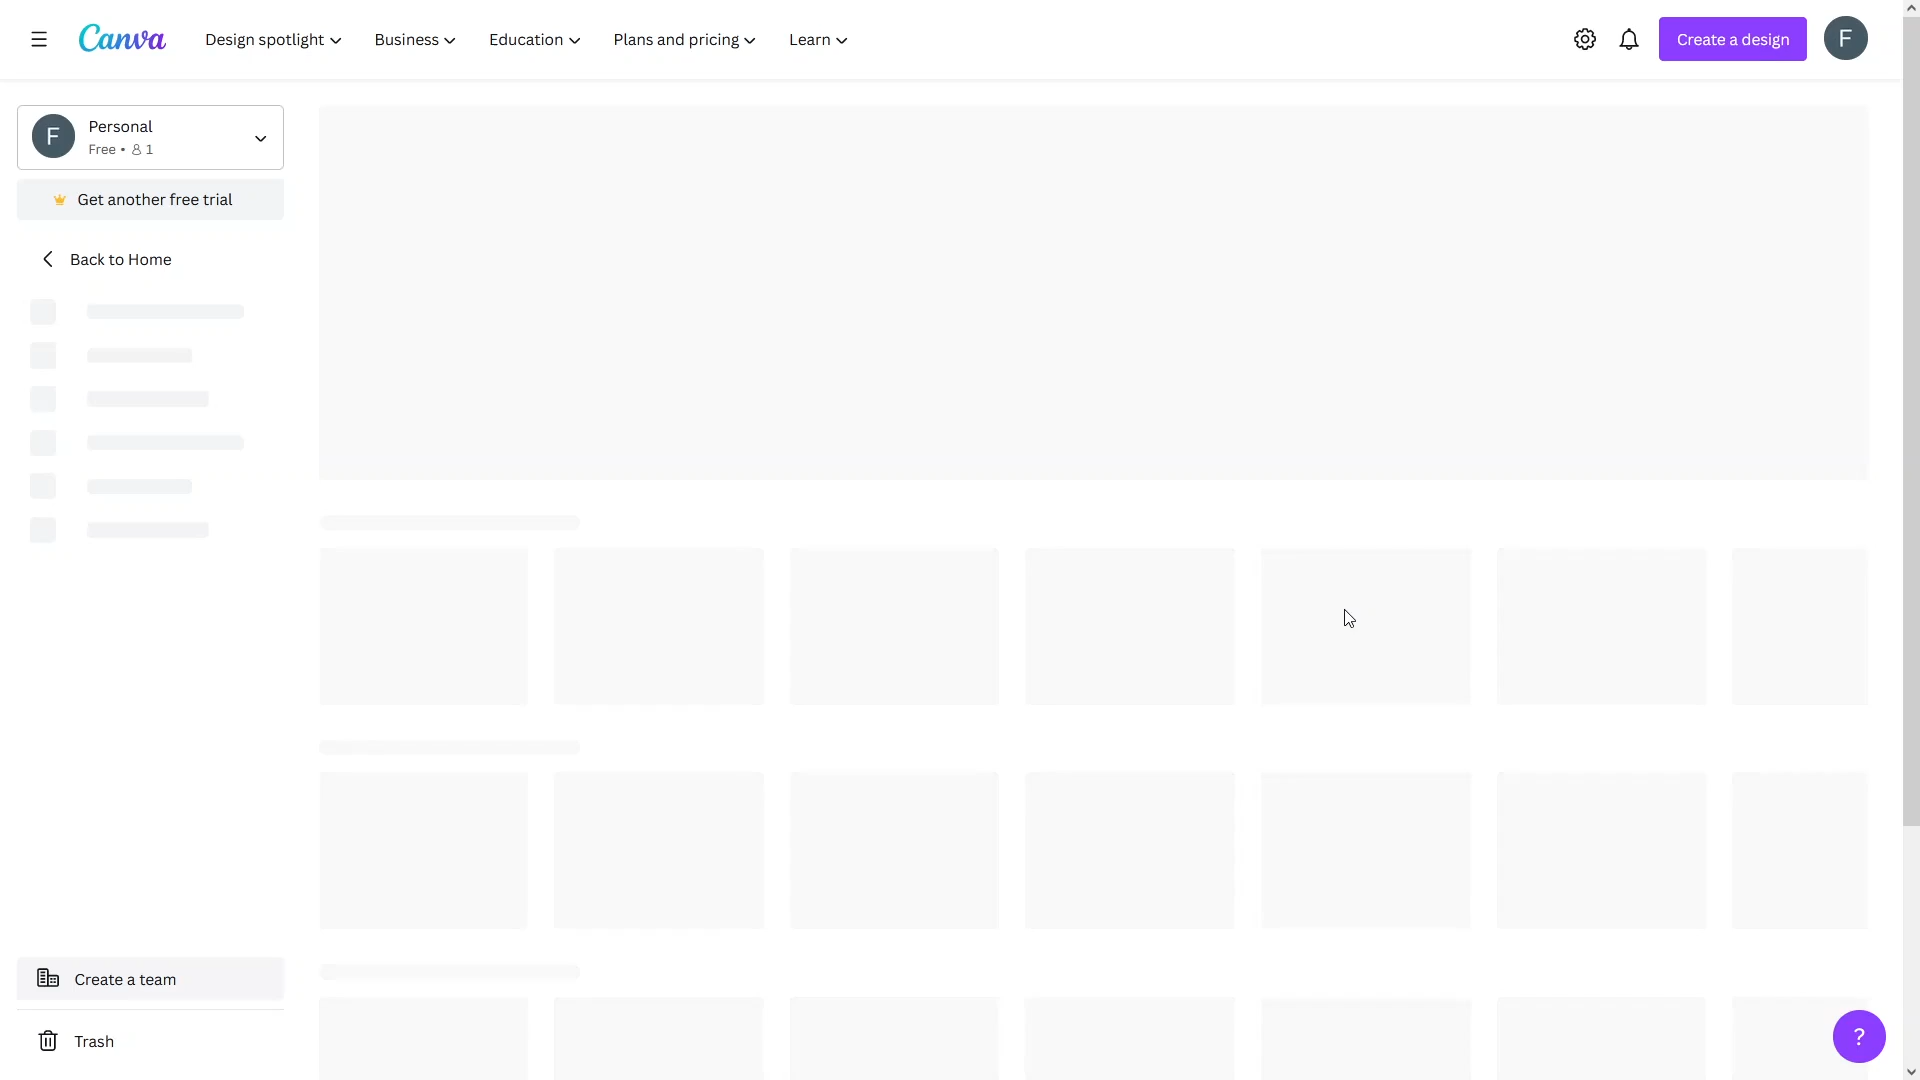 Canva
Design spotlight
Business
Education
Plans and pricing
Learn
Create a design
F
F
Personal
Free • 1
Get another free trial
Back to Home
Create a team
Trash
?